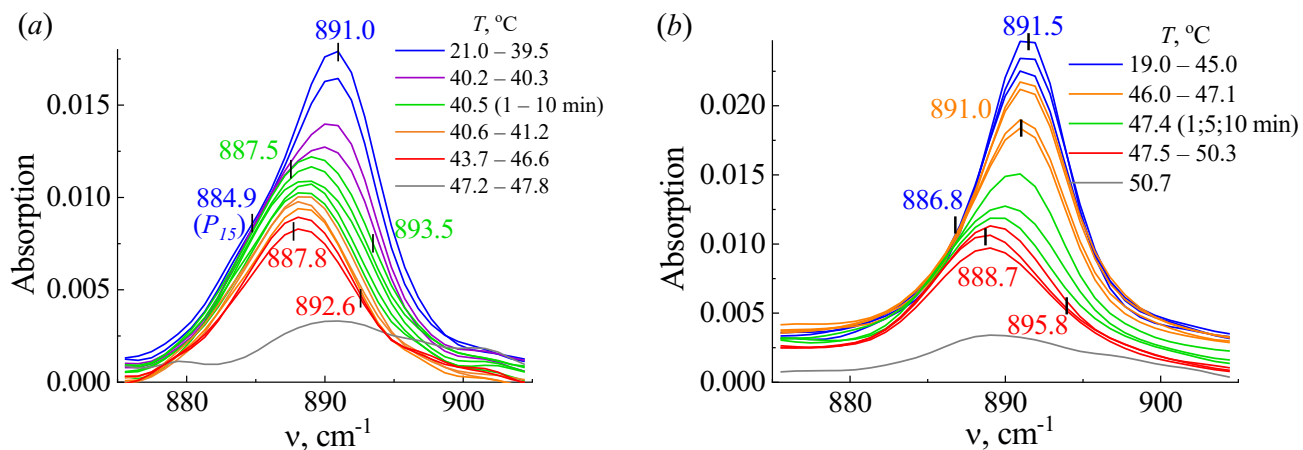 (a)
891.0
T, °C
21.0 – 39.5
40.2 – 40.3
40.5 (1 – 10 min)
40.6 – 41.2
43.7 – 46.6
47.2 – 47.8
887.5
884.9
(P15)
893.5
887.8
892.6
Absorption
0.015
0.010
0.005
0.000
880
890
900
ν, cm-1
(b)
891.5
T, °C
19.0 – 45.0
46.0 – 47.1
47.4 (1;5;10 min)
47.5 – 50.3
50.7
891.0
886.8
888.7
895.8
Absorption
0.020
0.015
0.010
0.005
0.000
880
890
900
ν, cm-1